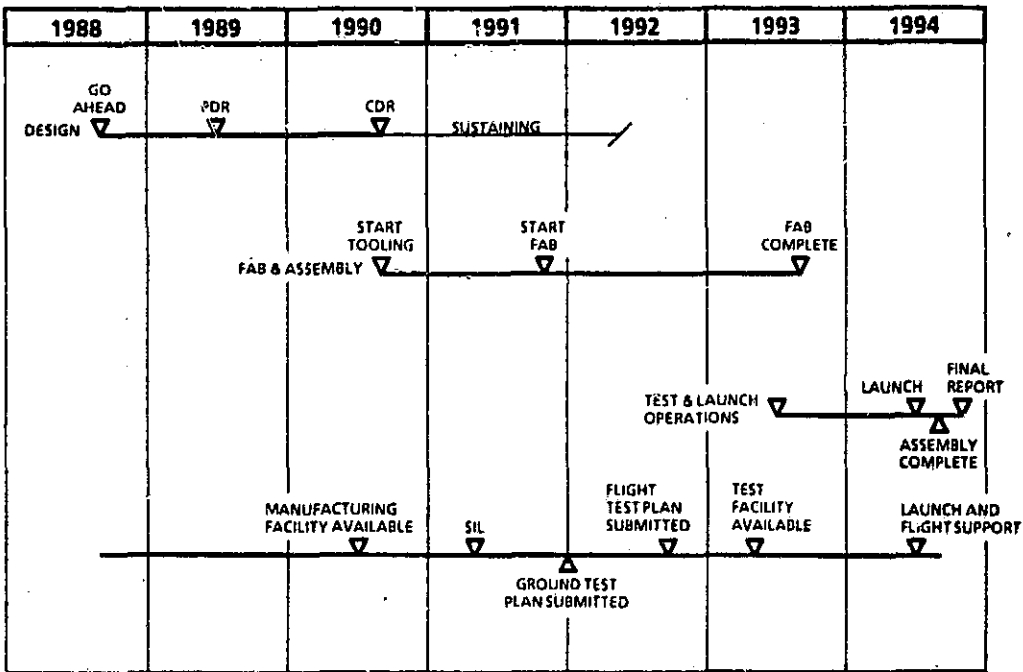 1988 1989 1990 1991 1992 1993 1994
GO
AHEAD
PDR
CDR
DESIGN
SUSTAINING
START
TOOLING
START
FAB
FAB
COMPLETE
FAB & ASSEMBLY
LAUNCH
FINAL
REPORT
TEST & LAUNCH
OPERATIONS
ASSEMBLY
COMPLETE
MANUFACTURING
FACILITY AVAILABLE
SIL
FLIGHT
TEST PLAN
SUBMITTED
TEST
FACILITY
AVAILABLE
LAUNCH AND
FLIGHT SUPPORT
GROUND TEST
PLAN SUBMITTED